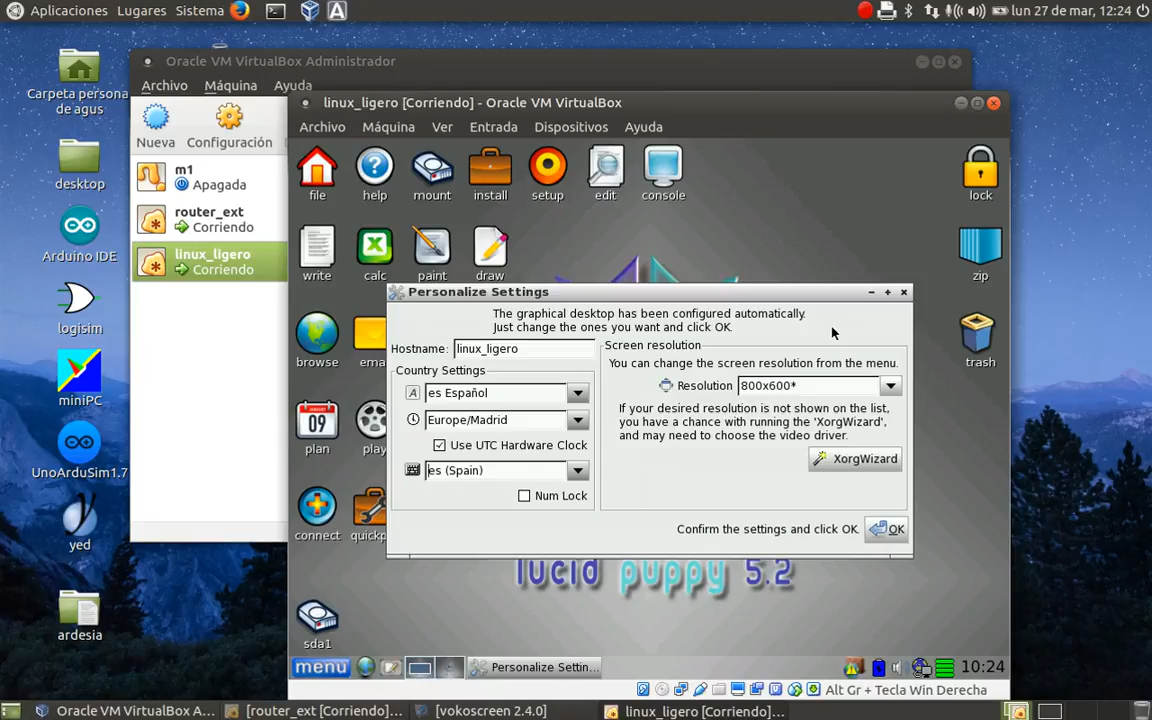 Aplicaciones Lugares Sistema A lun 27 de mar, 12:24
Oracle VM VirtualBox Administrador
Archivo Máquina Ayuda
Nueva Configuración
m1
Apagada
router_ext
Corriendo
linux_ligero
Corriendo
Carpeta persona
de agus
desktop
Arduino IDE
logisim
miniPC
UnoArduSim1.7
yed
ardesia
linux_ligero [Corriendo] - Oracle VM VirtualBox
Archivo Máquina Ver Entrada Dispositivos Ayuda
file help mount install setup edit console lock
write calc paint draw zip
browse ema trash
09
plan play
connect quickp
sda1
Personalize Settings
The graphical desktop has been configured automatically.
Just change the ones you want and click OK.
Hostname: linux_ligero
Country Settings
A es Español
Europe/Madrid
Use UTC Hardware Clock
es (Spain)
Num Lock
Screen resolution
You can change the screen resolution from the menu.
Resolution 800x600*
If your desired resolution is not shown on the list,
you have a chance with running the 'XorgWizard',
and may need to choose the video driver.
XorgWizard
Confirm the settings and click OK. OK
lucid puppy 5.2
menu Personalize Settin... 10:24
Alt Gr + Tecla Win Derecha
Oracle VM VirtualBox A... [router_ext [Corriendo]... [vokoscreen 2.4.0] linux_ligero [Corriendo]...